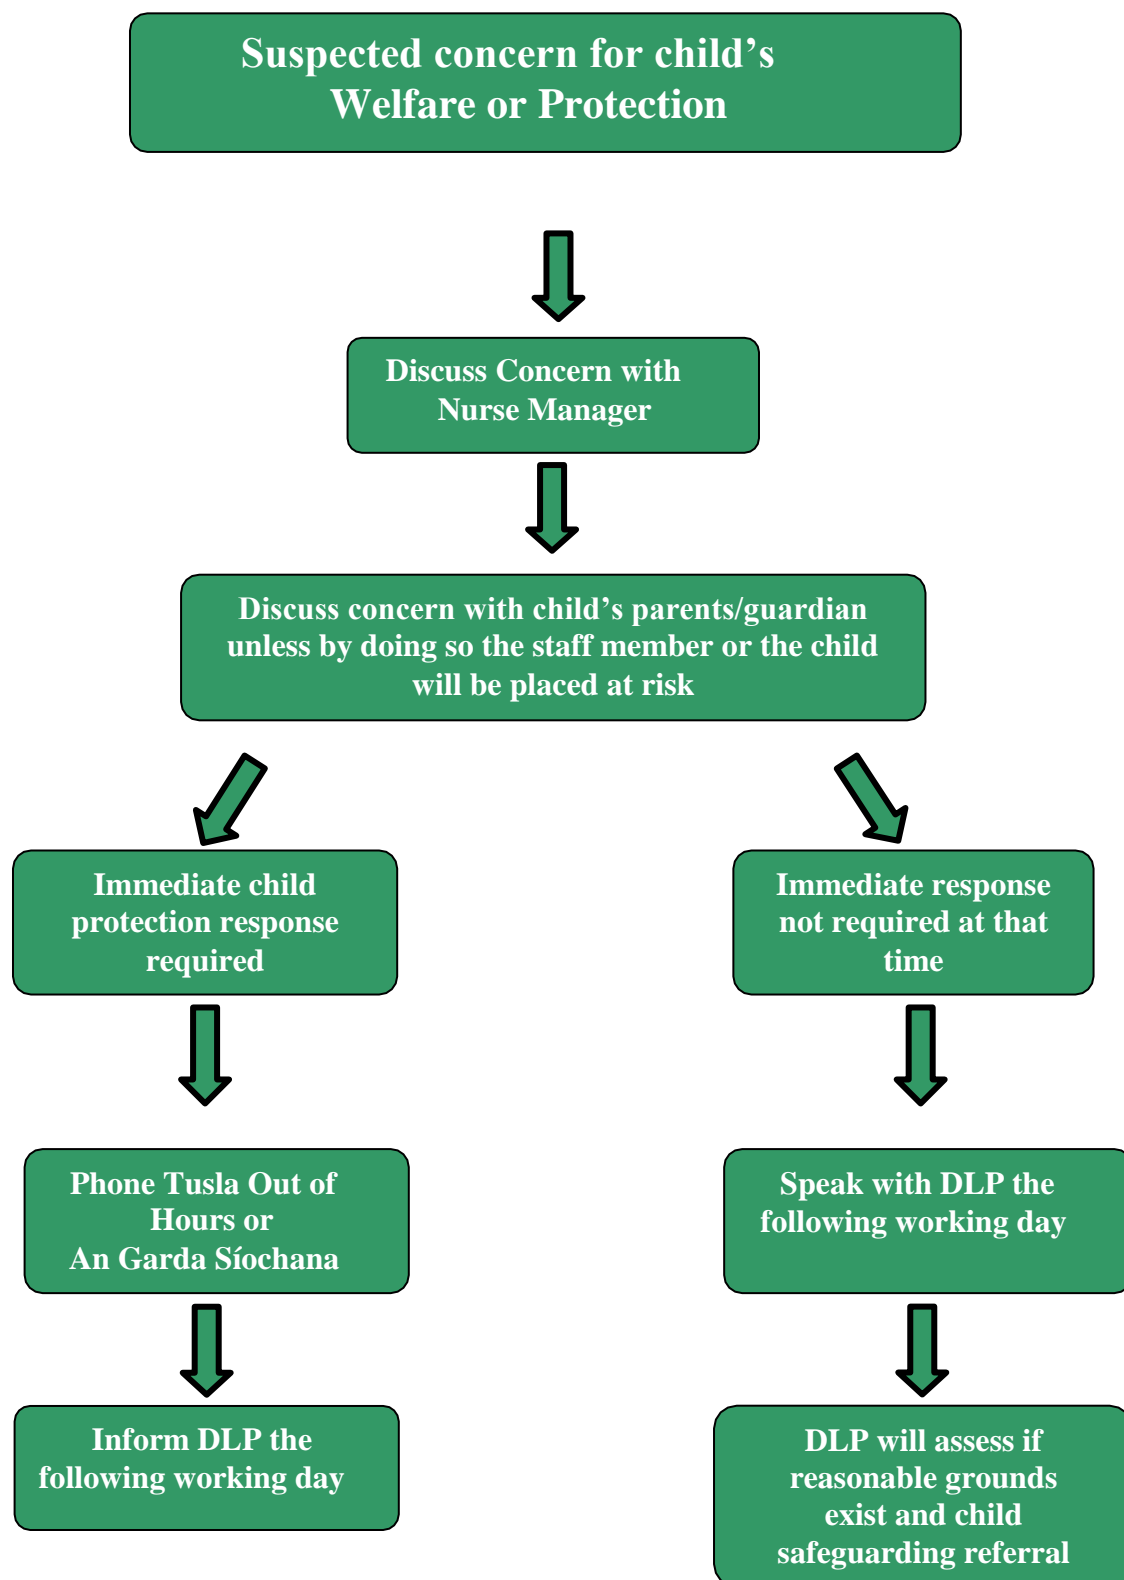 Suspected concern for child’s
Welfare or Protection
Discuss Concern with
Nurse Manager
Discuss concern with child’s parents/guardian
unless by doing so the staff member or the child
will be placed at risk
Immediate child
protection response
required
Immediate response
not required at that
time
Phone Tusla Out of
Hours or
An Garda Síochana
Speak with DLP the
following working day
Inform DLP the
following working day
DLP will assess if
reasonable grounds
exist and child
safeguarding referral